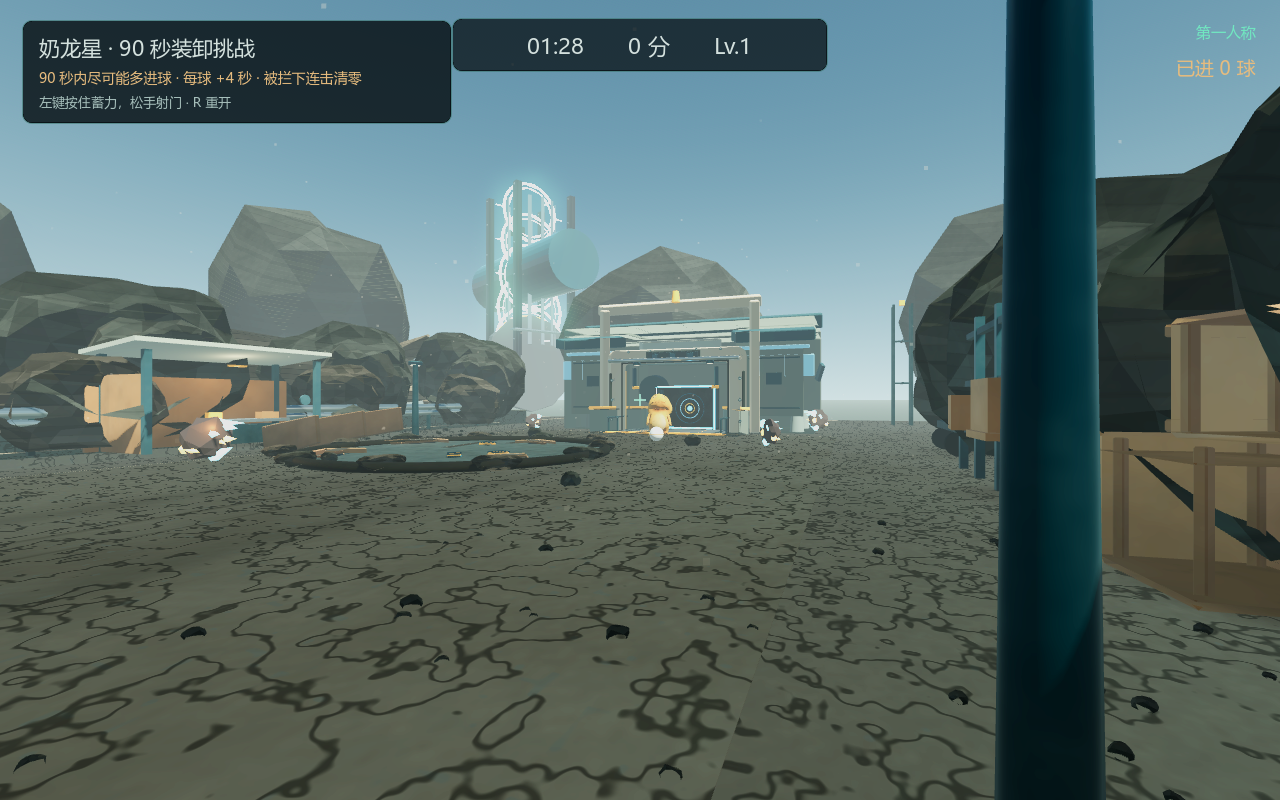 奶龙星 · 90 秒装卸挑战
90 秒内尽可能多进球 · 每球 +4 秒 · 被拦下连击清零
左键按住蓄力，松手射门 · R 重开
01:28 0 分 Lv.1
第一人称
已进 0 球